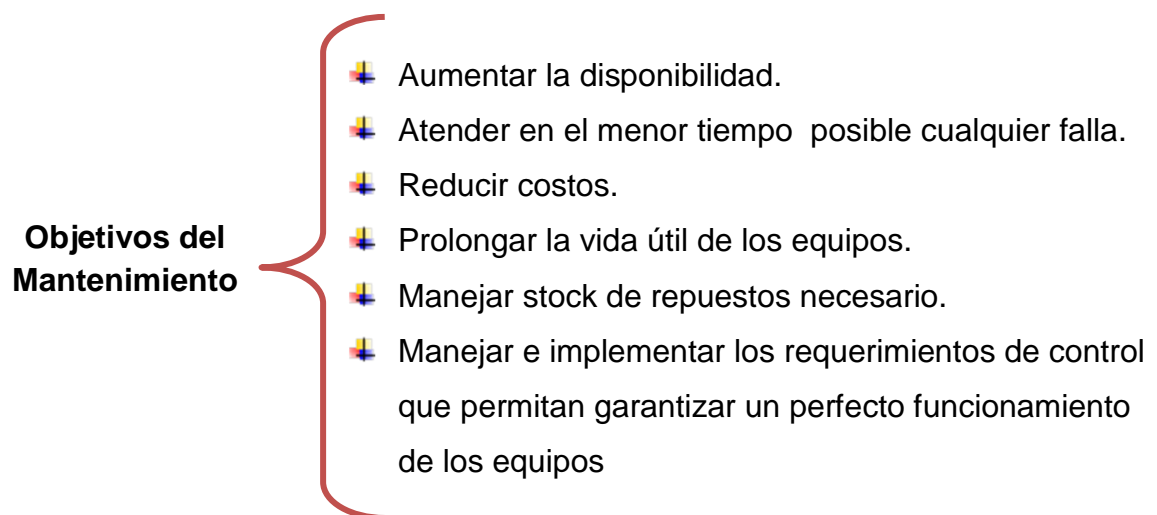 Objetivos del
Mantenimiento
Aumentar la disponibilidad.
Atender en el menor tiempo  posible cualquier falla.
Reducir costos.
Prolongar la vida útil de los equipos.
Manejar stock de repuestos necesario.
Manejar e implementar los requerimientos de control
que permitan garantizar un perfecto funcionamiento
de los equipos